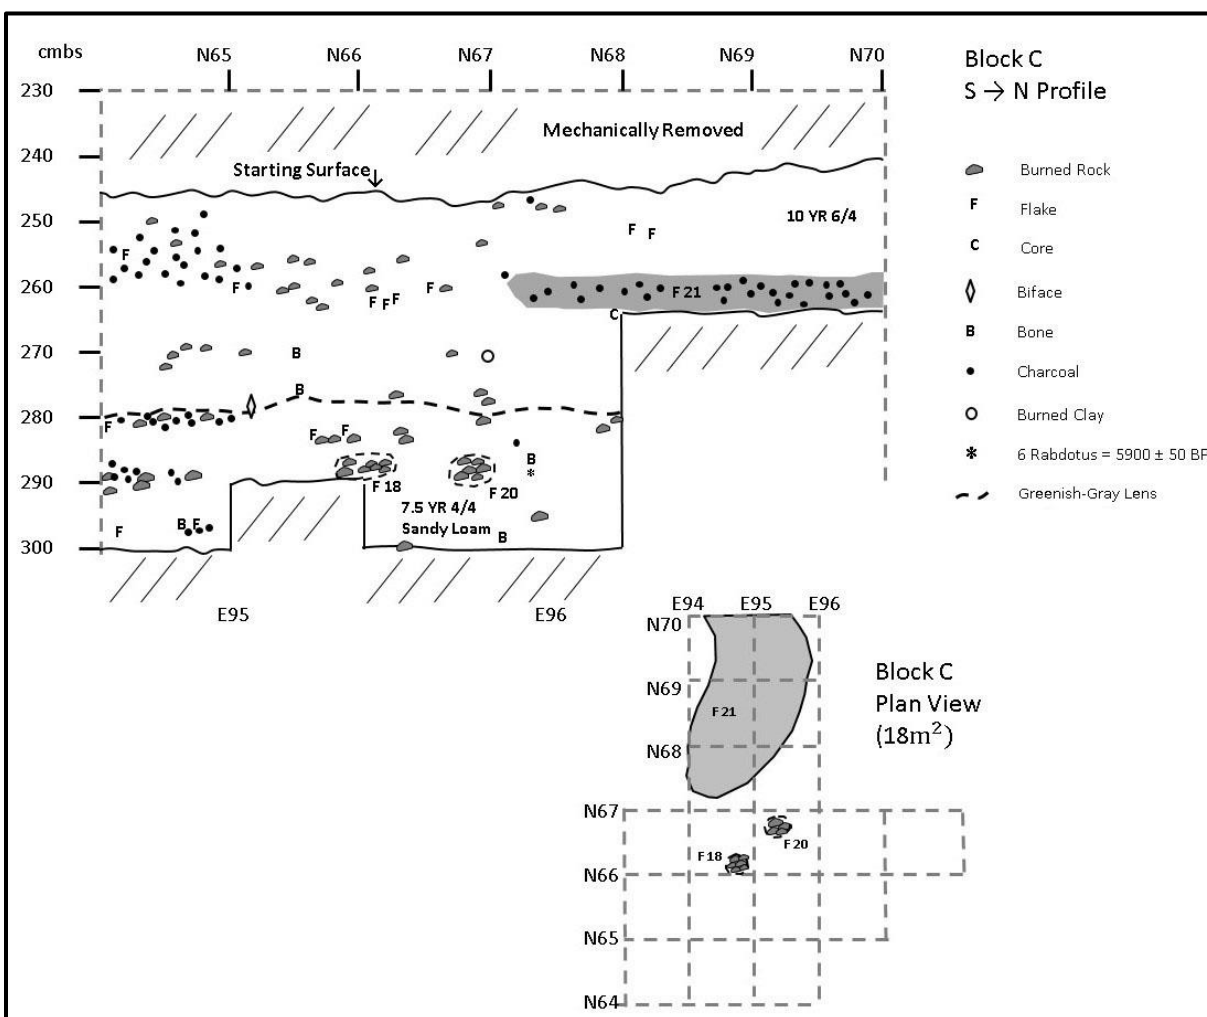 cmbs
N65 N66 N67 N68 N69 N70
230
Mechanically Removed
240
Starting Surface
250
10 YR 6/4
F F
F
260
F F F F F
F 21
C
270
B
B
280
F
F F
B
290
F 18
F 20
*
7.5 YR 4/4
Sandy Loam
F
B F
B
300
E95 E96
Block C
S → N Profile
Burned Rock
F Flake
C Core
Biface
B Bone
Charcoal
Burned Clay
* 6 Rabdotus = 5900 ± 50 BP
Greenish-Gray Lens
E94 E95 E96
N70
N69
F 21
N68
N67
F 20
F 18
N66
N65
N64
Block C
Plan View
(18m²)